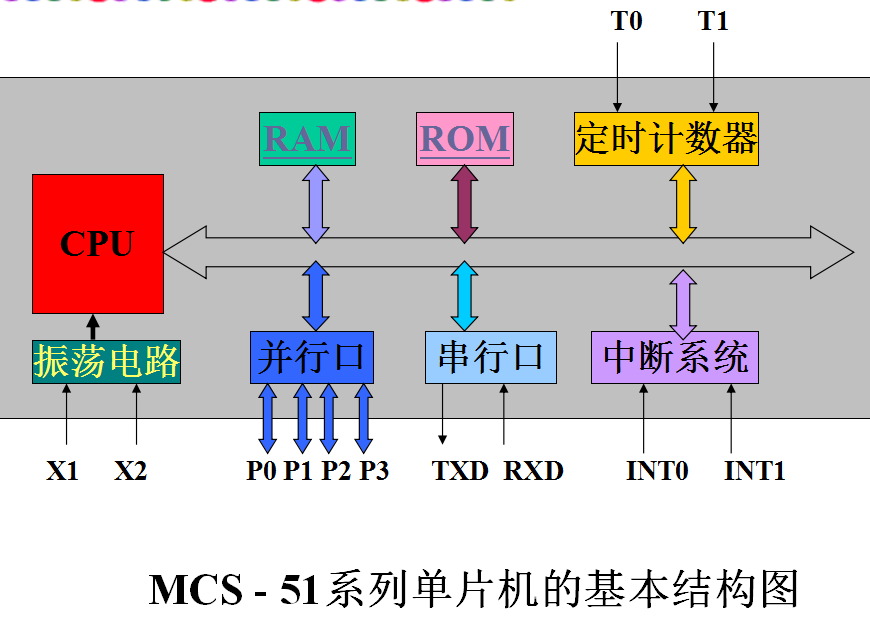 T0 T1
RAM ROM 定时计数器
CPU
振荡电路 并行口 串行口 中断系统
X1 X2 P0 P1 P2 P3 TXD RXD INT0 INT1
MCS - 51系列单片机的基本结构图